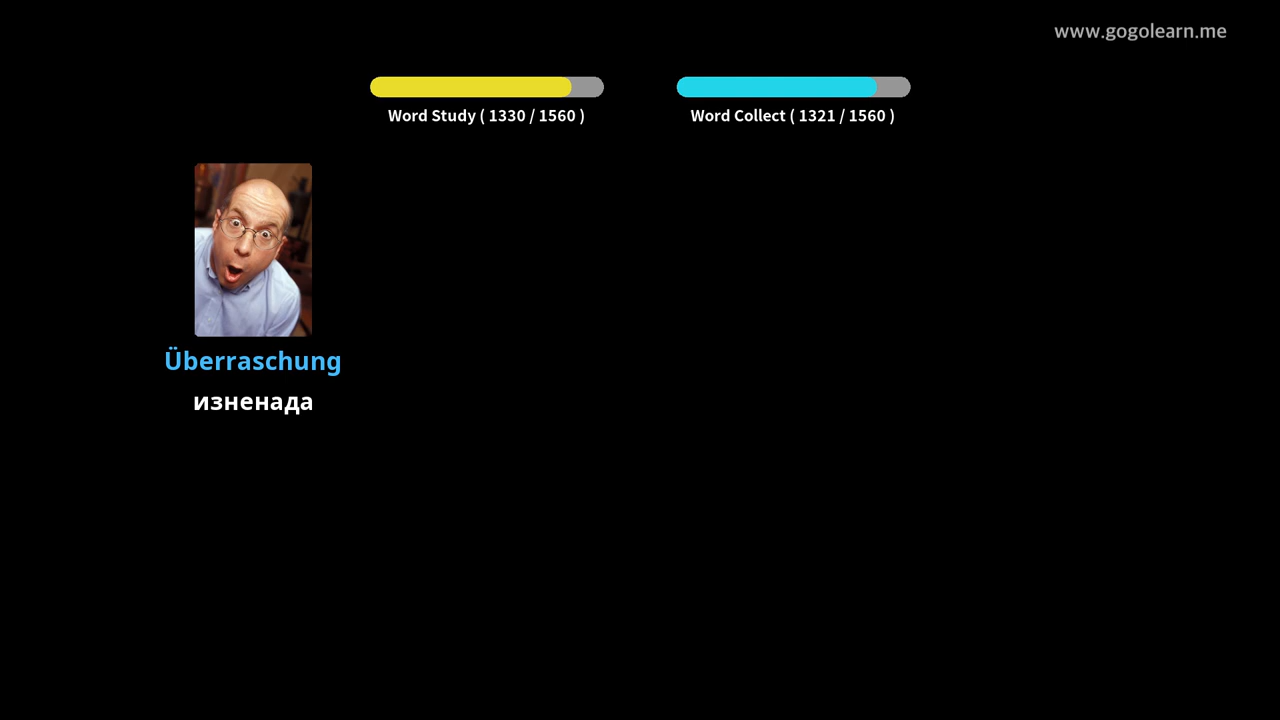 www.gogolearn.me
Word Study ( 1330 / 1560 )
Word Collect ( 1321 / 1560 )
Überraschung
изненада